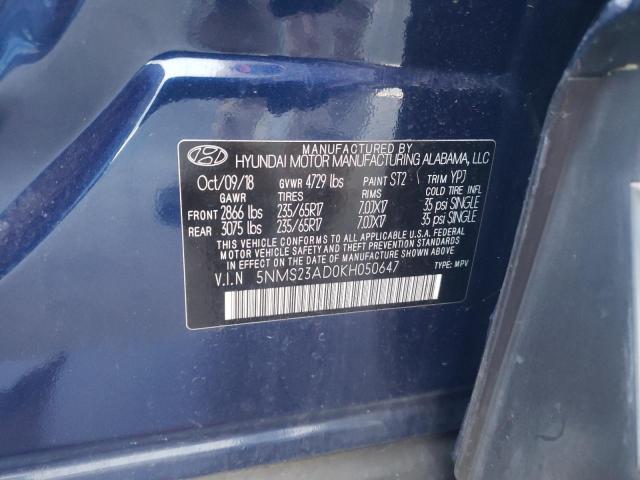 MANUFACTURED BY
HYUNDAI MOTOR MANUFACTURING ALABAMA, LLC
Oct/09/18 GVWR 4729 lbs PAINT ST2 TRIM YPJ
GAWR TIRES RIMS COLD TIRE INFL
FRONT 2866 lbs 235/65R17 7.0JX17 35 psi SINGLE
REAR 3075 lbs 235/65R17 7.0JX17 35 psi SINGLE
THIS VEHICLE CONFORMS TO ALL APPLICABLE U.S.A. FEDERAL
MOTOR VEHICLE SAFETY AND THEFT PREVENTION STANDARDS IN
EFFECT ON THE DATE OF MANUFACTURE SHOWN ABOVE.
V.I.N 5NMS23AD0KH050647 TYPE: MPV